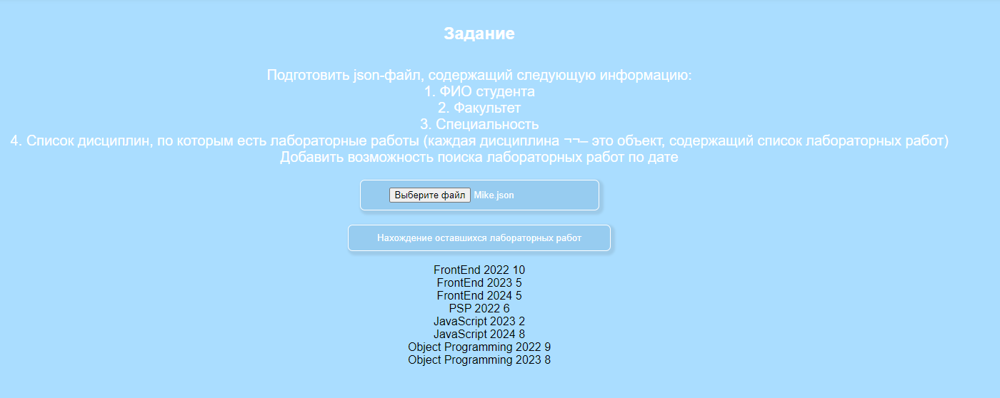 Задание
Подготовить json-файл, содержащий следующую информацию:
1. ФИО студента
2. Факультет
3. Специальность
4. Список дисциплин, по которым есть лабораторные работы (каждая дисциплина ¬¬– это объект, содержащий список лабораторных работ)
Добавить возможность поиска лабораторных работ по дате
Выберите файл Mike.json
Нахождение оставшихся лабораторных работ
FrontEnd 2022 10
FrontEnd 2023 5
FrontEnd 2024 5
PSP 2022 6
JavaScript 2023 2
JavaScript 2024 8
Object Programming 2022 9
Object Programming 2023 8